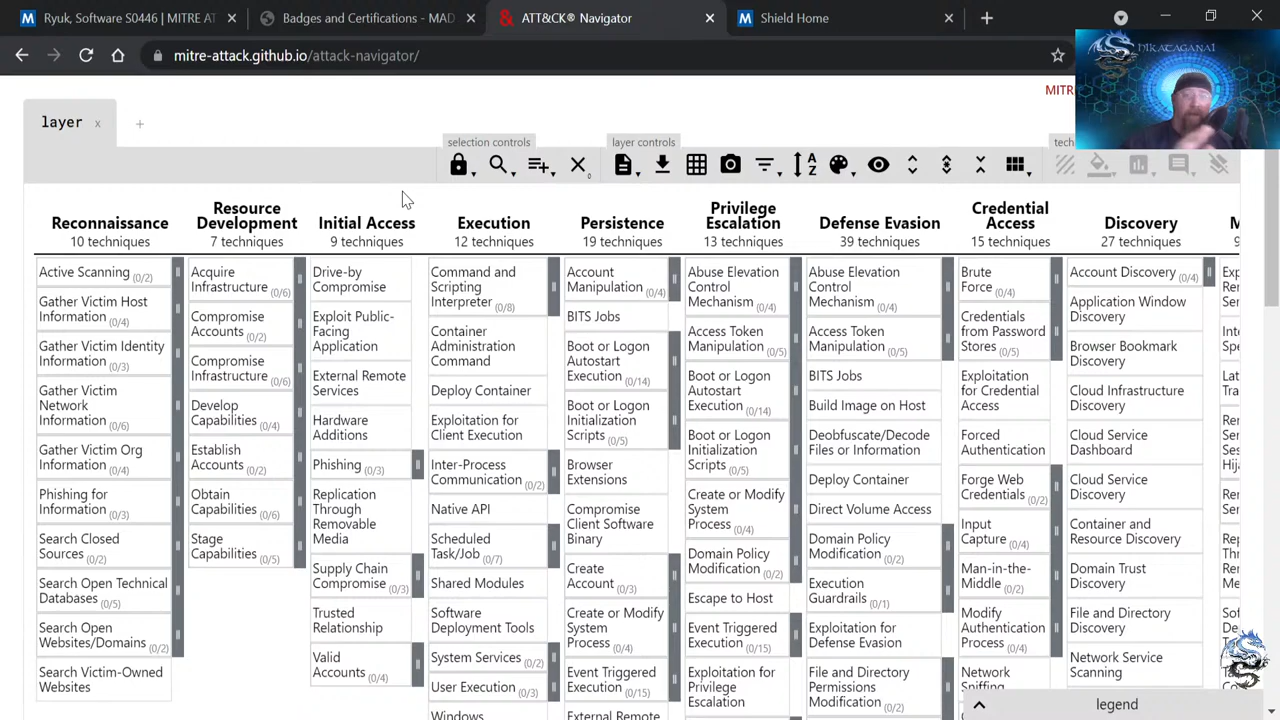 Ryuk, Software S0446 | MITRE AT
Badges and Certifications - MAD
ATT&CK® Navigator
Shield Home
mitre-attack.github.io/attack-navigator/
MITRE
HIKATAGANAI
layer x +
selection controls
layer controls
tech
Reconnaissance
10 techniques
Active Scanning (0/2)
Gather Victim Host
Information (0/4)
Gather Victim Identity
Information (0/3)
Gather Victim
Network
Information (0/6)
Gather Victim Org
Information (0/4)
Phishing for
Information (0/3)
Search Closed
Sources (0/2)
Search Open Technical
Databases (0/5)
Search Open
Websites/Domains (0/2)
Search Victim-Owned
Websites
Resource
Development
7 techniques
Acquire
Infrastructure (0/6)
Compromise
Accounts (0/2)
Compromise
Infrastructure (0/6)
Develop
Capabilities (0/4)
Establish
Accounts (0/2)
Obtain
Capabilities (0/6)
Stage
Capabilities (0/5)
Initial Access
9 techniques
Drive-by
Compromise
Exploit Public-
Facing
Application
External Remote
Services
Hardware
Additions
Phishing (0/3)
Replication
Through
Removable
Media
Supply Chain
Compromise (0/3)
Trusted
Relationship
Valid
Accounts (0/4)
Execution
12 techniques
Command and
Scripting
Interpreter (0/8)
Container
Administration
Command
Deploy Container
Exploitation for
Client Execution
Inter-Process
Communication (0/2)
Native API
Scheduled
Task/Job (0/7)
Shared Modules
Software
Deployment Tools
System Services (0/2)
User Execution (0/3)
Windows
Persistence
19 techniques
Account
Manipulation (0/4)
BITS Jobs
Boot or Logon
Autostart
Execution (0/14)
Boot or Logon
Initialization
Scripts (0/5)
Browser
Extensions
Compromise
Client Software
Binary
Create
Account (0/3)
Create or Modify
System
Process (0/4)
Event Triggered
Execution (0/15)
External Remote
Privilege
Escalation
13 techniques
Abuse Elevation
Control
Mechanism (0/4)
Access Token
Manipulation (0/5)
Boot or Logon
Autostart
Execution (0/14)
Boot or Logon
Initialization
Scripts (0/5)
Create or Modify
System
Process (0/4)
Domain Policy
Modification (0/2)
Escape to Host
Event Triggered
Execution (0/15)
Exploitation for
Privilege
Escalation
Defense Evasion
39 techniques
Abuse Elevation
Control
Mechanism (0/4)
Access Token
Manipulation (0/5)
BITS Jobs
Build Image on Host
Deobfuscate/Decode
Files or Information
Deploy Container
Direct Volume Access
Domain Policy
Modification (0/2)
Execution
Guardrails (0/1)
Exploitation for
Defense Evasion
File and Directory
Permissions
Modification (0/2)
Credential
Access
15 techniques
Brute
Force (0/4)
Credentials
from Password
Stores (0/5)
Exploitation
for Credential
Access
Forced
Authentication
Forge Web
Credentials (0/2)
Input
Capture (0/4)
Man-in-the-
Middle (0/2)
Modify
Authentication
Process (0/4)
Network
Sniffing
Discovery
27 techniques
Account Discovery (0/4)
Application Window
Discovery
Browser Bookmark
Discovery
Cloud Infrastructure
Discovery
Cloud Service
Dashboard
Cloud Service
Discovery
Container and
Resource Discovery
Domain Trust
Discovery
File and Directory
Discovery
Network Service
Scanning
legend